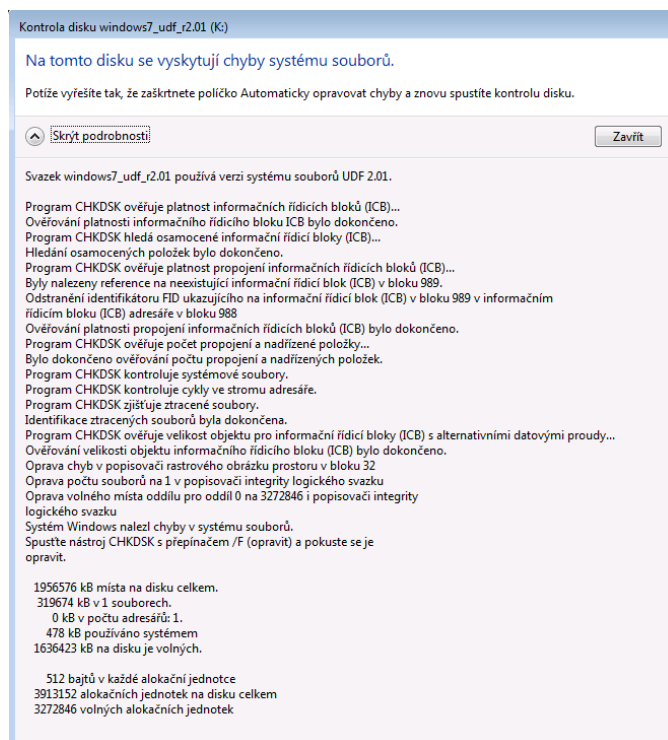 Kontrola disku windows7_udf_r2.01 (K:)
Na tomto disku se vyskytují chyby systému souborů.
Potíže vyřešíte tak, že zaškrtnete políčko Automaticky opravovat chyby a znovu spustíte kontrolu disku.
Skrýt podrobnosti
Zavřít
Svazek windows7_udf_r2.01 používá verzi systému souborů UDF 2.01.
Program CHKDSK ověřuje platnost informačních řídicích bloků (ICB)...
Ověřování platnosti informačního řídicího bloku ICB bylo dokončeno.
Program CHKDSK hledá osamocené informační řídicí bloky (ICB)...
Hledání osamocených položek bylo dokončeno.
Program CHKDSK ověřuje platnost propojení informačních řídicích bloků (ICB)...
Byly nalezeny reference na neexistující informační řídicí blok (ICB) v bloku 989.
Odstranění identifikátoru FID ukazujícího na informační řídicí blok (ICB) v bloku 989 v informačním
řídicím bloku (ICB) adresáře v bloku 988
Ověřování platnosti propojení informačních řídicích bloků (ICB) bylo dokončeno.
Program CHKDSK ověřuje počet propojení a nadřízené položky...
Bylo dokončeno ověřování počtu propojení a nadřízených položek.
Program CHKDSK kontroluje systémové soubory.
Program CHKDSK kontroluje cykly ve stromu adresáře.
Program CHKDSK zjišťuje ztracené soubory.
Identifikace ztracených souborů byla dokončena.
Program CHKDSK ověřuje velikost objektu pro informační řídicí bloky (ICB) s alternativními datovými proudy...
Ověřování velikosti objektu informačního řídicího bloku (ICB) bylo dokončeno.
Oprava chyb v popisovači rastrového obrázku prostoru v bloku 32
Oprava počtu souborů na 1 v popisovači integrity logického svazku
Oprava volného místa oddílu pro oddíl 0 na 3272846 i popisovači integrity
logického svazku
Systém Windows nalezl chyby v systému souborů.
Spusťte nástroj CHKDSK s přepínačem /F (opravit) a pokuste se je
opravit.
1956576 kB místa na disku celkem.
319674 kB v 1 souborech.
0 kB v počtu adresářů: 1.
478 kB používáno systémem
1636423 kB na disku je volných.
512 bajtů v každé alokační jednotce
3913152 alokačních jednotek na disku celkem
3272846 volných alokačních jednotek